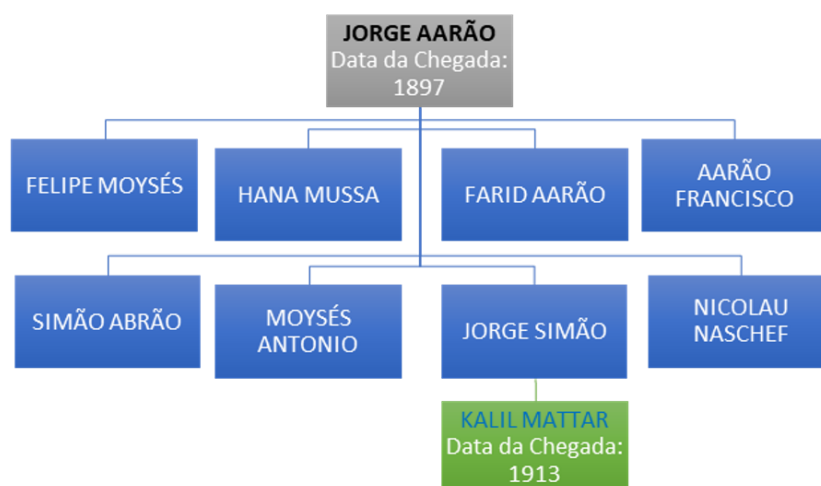 JORGE AARÃO
Data da Chegada:
1897
FELIPE MOYSÉS
HANA MUSSA
FARID AARÃO
AARÃO
FRANCISCO
SIMÃO ABRÃO
MOYSÉS
ANTONIO
JORGE SIMÃO
NICOLAU
NASCHEF
KALIL MATTAR
Data da Chegada:
1913